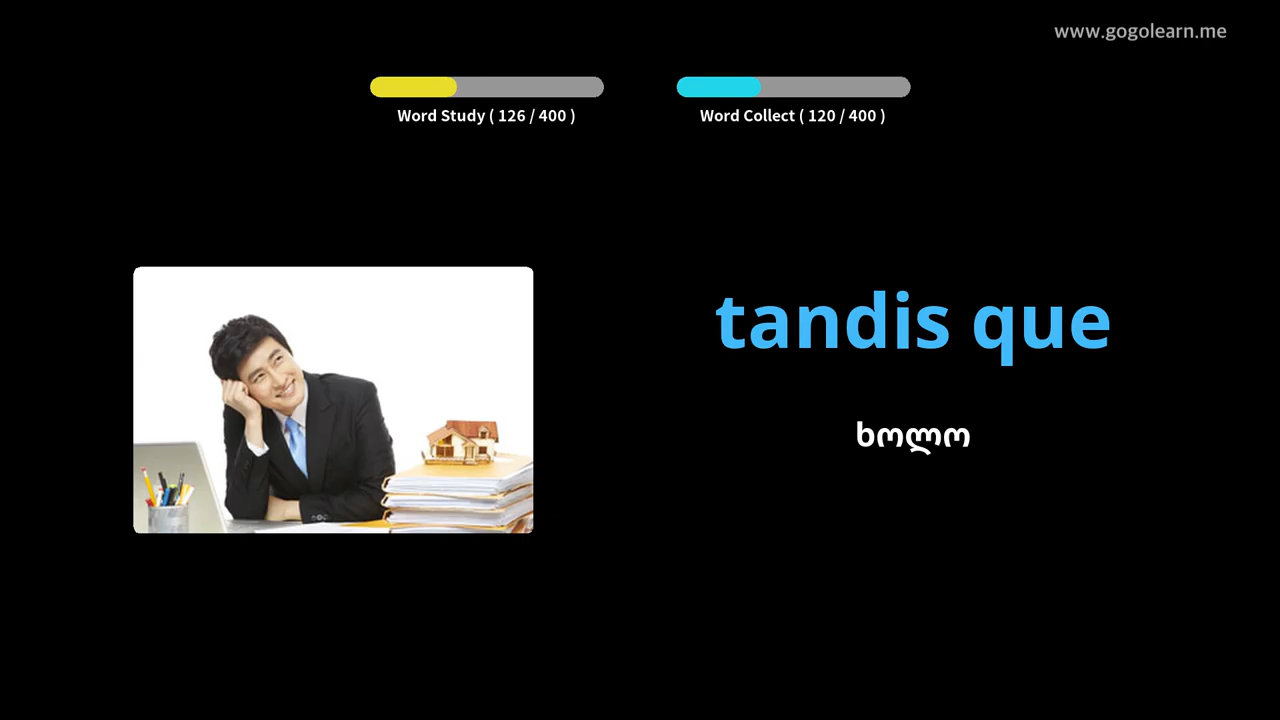 www.gogolearn.me
Word Study ( 126 / 400 )
Word Collect ( 120 / 400 )
tandis que
ხოლო